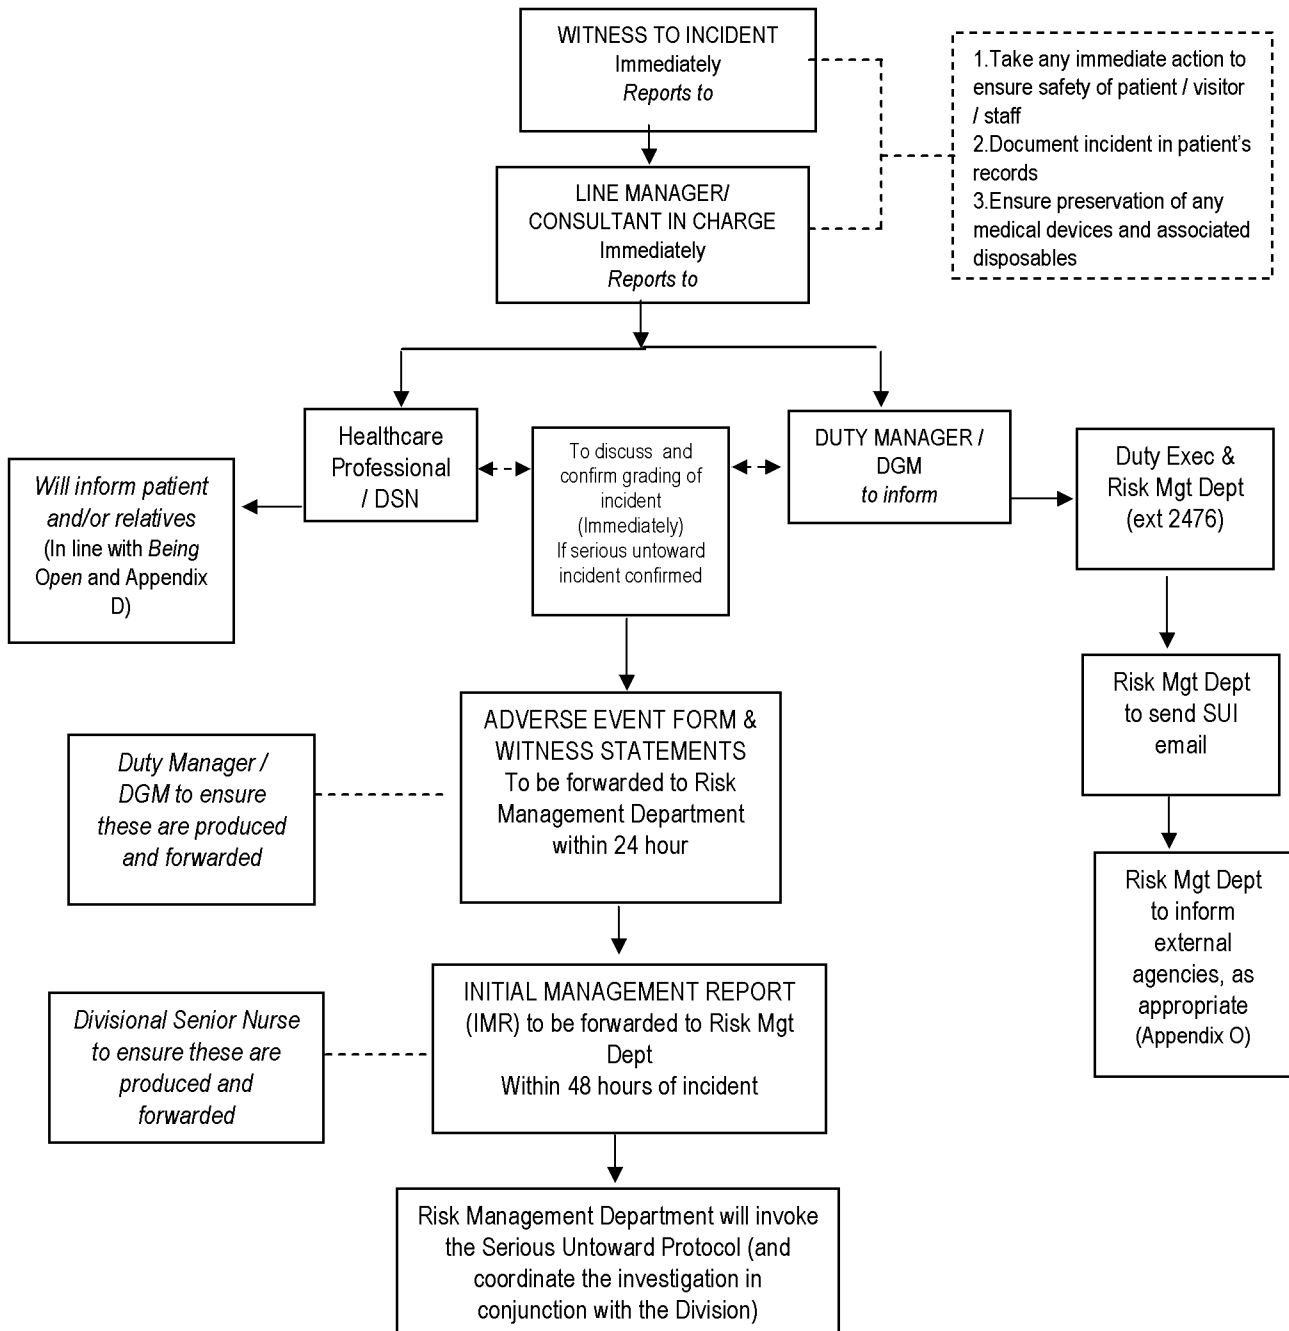 WITNESS TO INCIDENT
Immediately
Reports to
1.Take any immediate action to
ensure safety of patient / visitor
/ staff
2.Document incident in patient's
records
3.Ensure preservation of any
medical devices and associated
disposables
LINE MANAGER/
CONSULTANT IN CHARGE
Immediately
Reports to
Healthcare
Professional
/ DSN
To discuss and
confirm grading of
incident
(Immediately)
If serious untoward
incident confirmed
DUTY MANAGER /
DGM
to inform
Duty Exec &
Risk Mgt Dept
(ext 2476)
Will inform patient
and/or relatives
(In line with Being
Open and Appendix
D)
Risk Mgt Dept
to send SUI
email
ADVERSE EVENT FORM &
WITNESS STATEMENTS
To be forwarded to Risk
Management Department
within 24 hour
Duty Manager /
DGM to ensure
these are produced
and forwarded
Risk Mgt Dept
to inform
external
agencies, as
appropriate
(Appendix O)
INITIAL MANAGEMENT REPORT
(IMR) to be forwarded to Risk Mgt
Dept
Within 48 hours of incident
Divisional Senior Nurse
to ensure these are
produced and
forwarded
Risk Management Department will invoke
the Serious Untoward Protocol (and
coordinate the investigation in
conjunction with the Division)